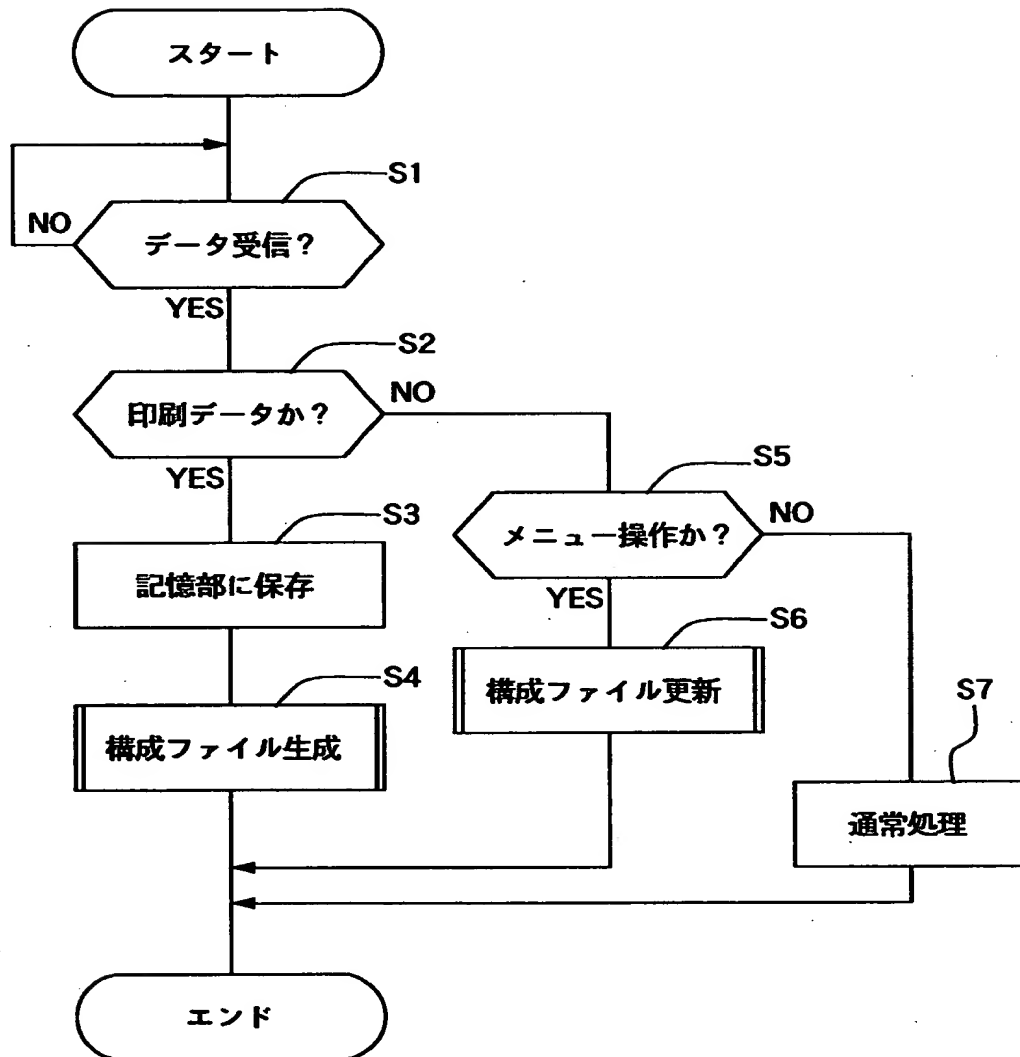 スタート
S1
NO
データ受信?
YES
S2
印刷データか?
NO
YES
S5
メニュー操作か?
NO
S3
記憶部に保存
YES
S6
構成ファイル更新
S4
構成ファイル生成
S7
通常処理
エンド